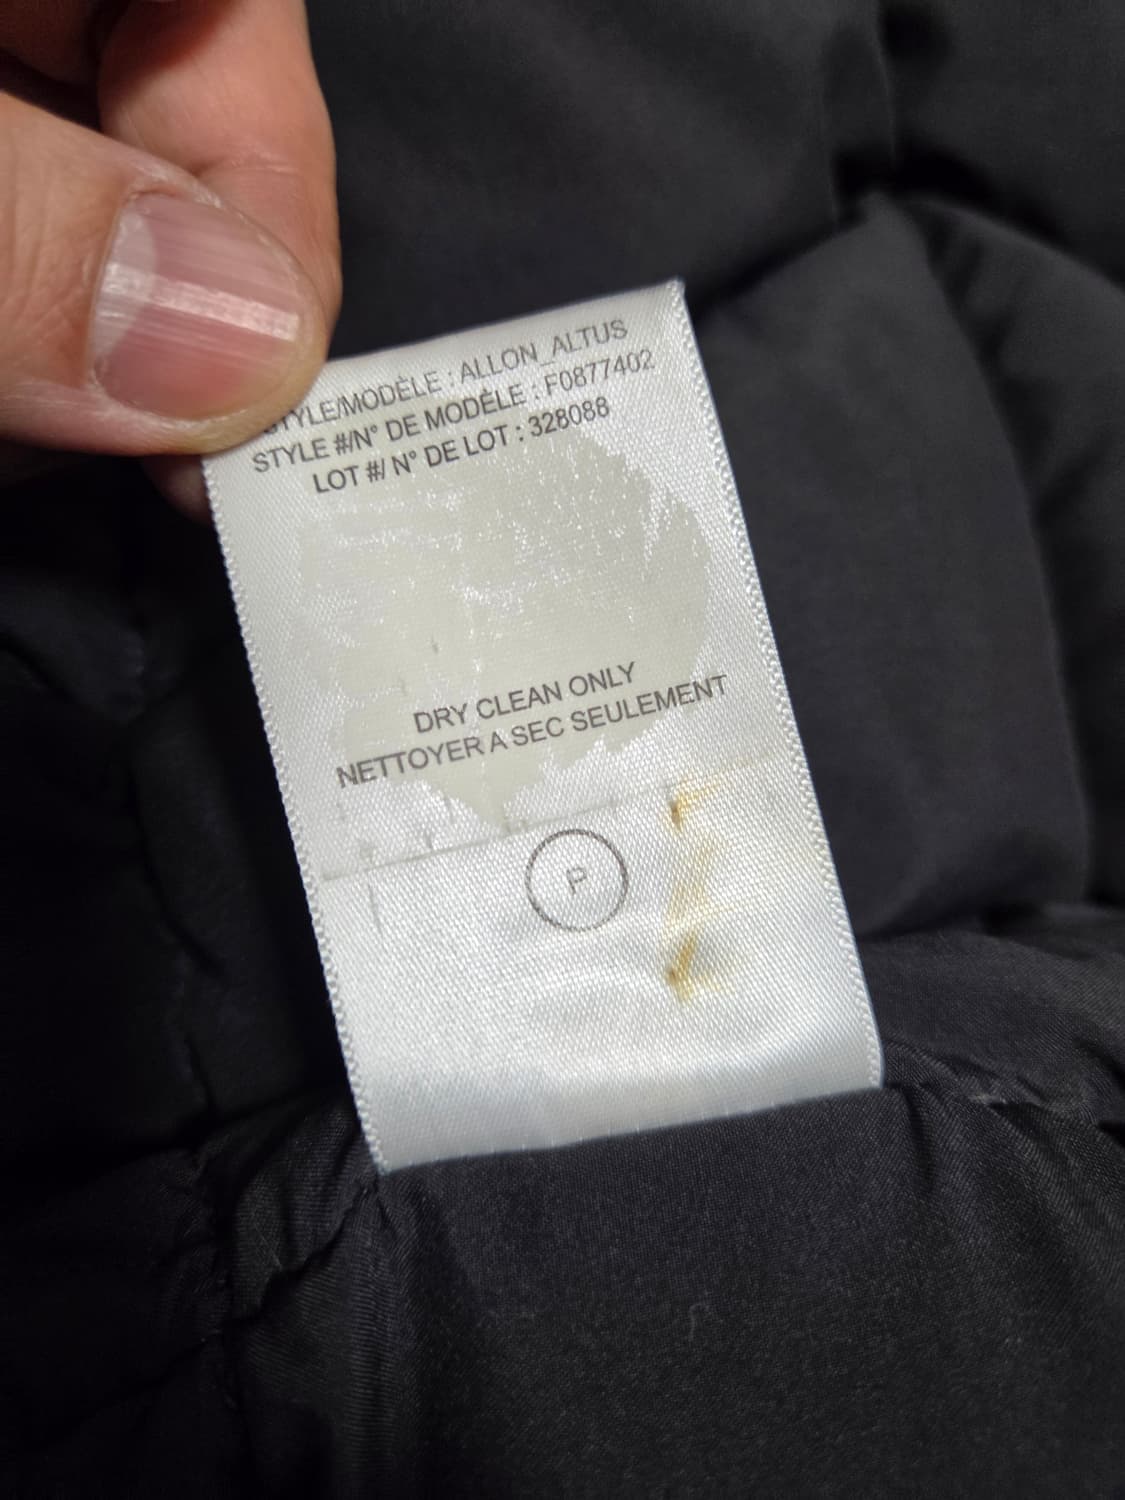 STYLE/MODÈLE : ALLON_ALTUS
STYLE #/N° DE MODÈLE : F0877402
LOT #/ N° DE LOT : 328088
DRY CLEAN ONLY
NETTOYER A SEC SEULEMENT
P